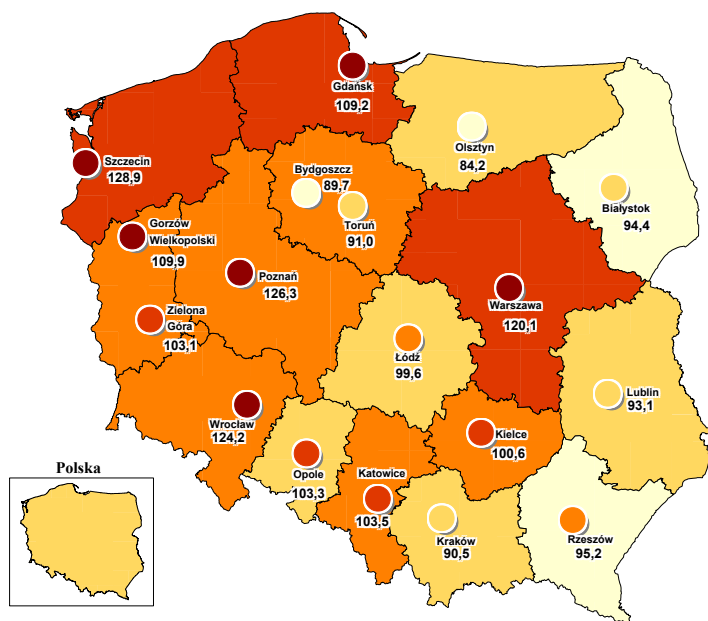 Gdańsk
109,2
Szczecin
128,9
Bydgoszcz
89,7
Toruń
91,0
Olsztyn
84,2
Białystok
94,4
Gorzów
Wielkopolski
109,9
Poznań
126,3
Warszawa
120,1
Zielona
Góra
103,1
Łódź
99,6
Lublin
93,1
Wrocław
124,2
Kielce
100,6
Opole
103,3
Katowice
103,5
Kraków
90,5
Rzeszów
95,2
Polska